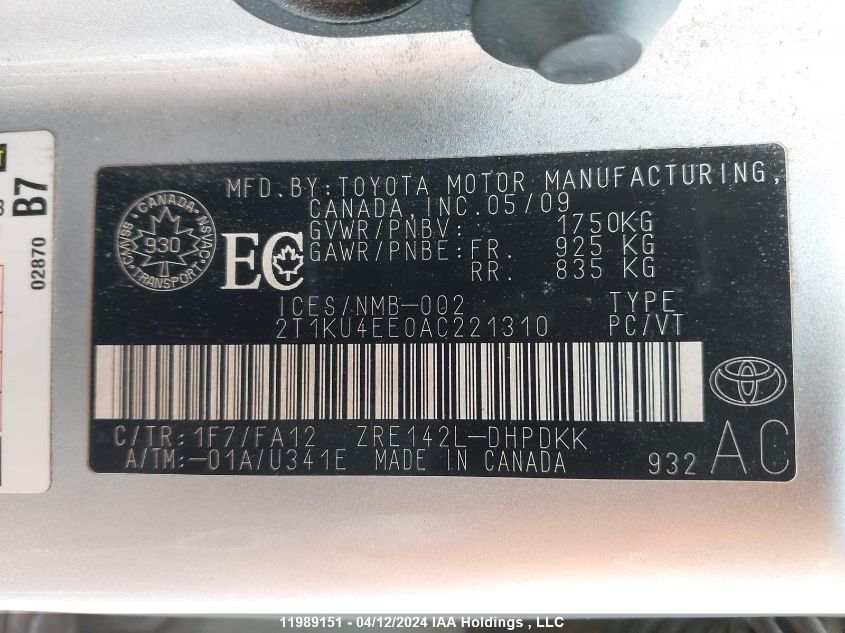 MFD.BY:TOYOTA MOTOR MANUFACTURING,
CANADA,INC.05/09
GVWR/PNBV: 1750KG
GAWR/PNBE:FR. 925 KG
RR. 835 KG
CANADA
CMVSS NSVAC
930
TRANSPORT
EC
ICES/NMB-002 TYPE
2T1KU4EE0AC221310 PC/VT
C/TR:1F7/FA12 ZRE142L-DHPDKK
A/TM:-01A/U341E MADE IN CANADA 932 AC
02870
B7
11989151 - 04/12/2024 IAA Holdings , LLC